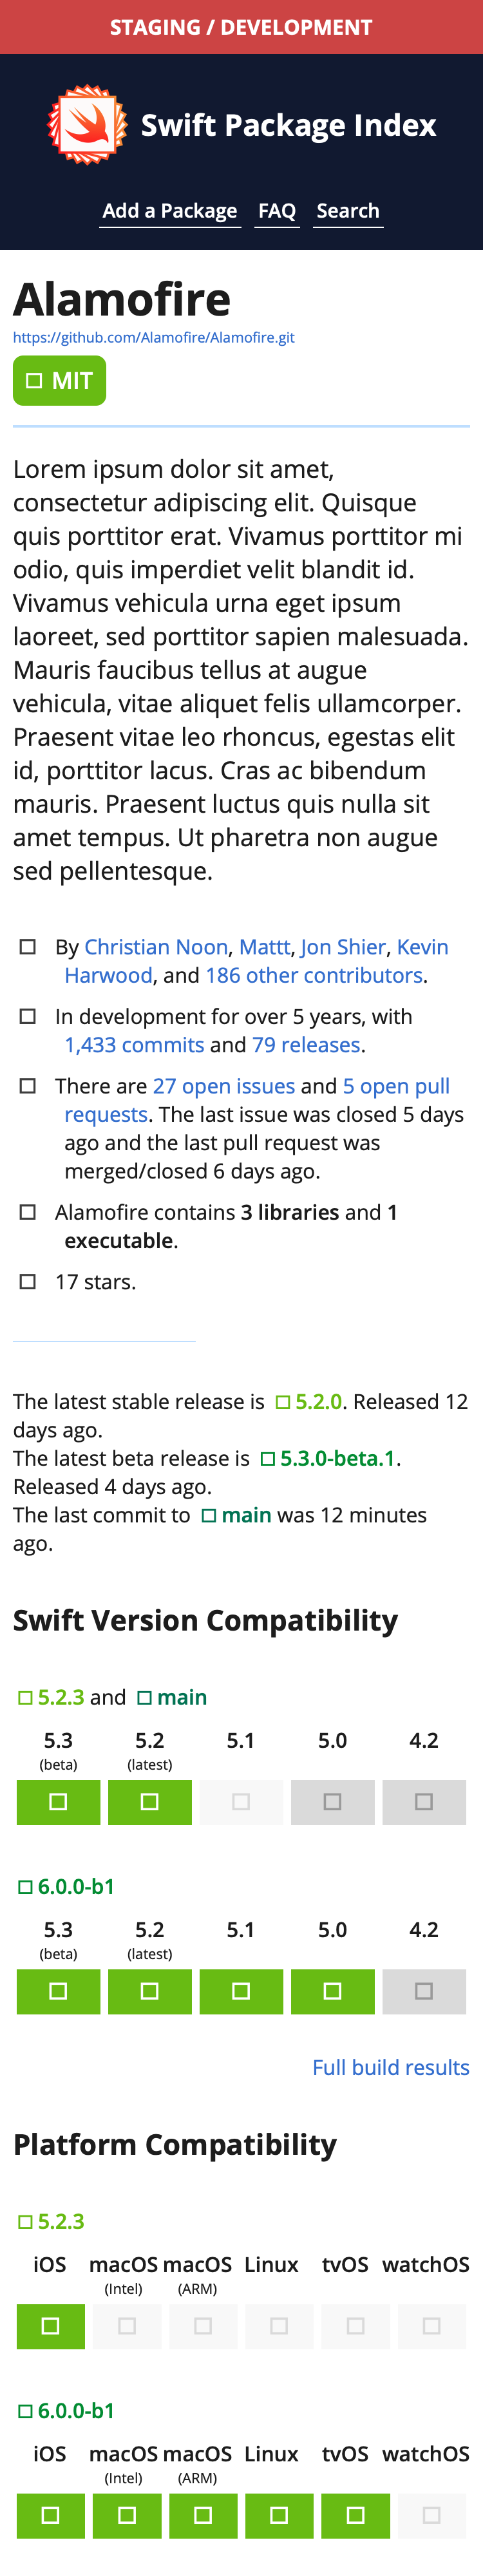 STAGING / DEVELOPMENT
Swift Package Index
Add a Package FAQ Search
Alamofire
https://github.com/Alamofire/Alamofire.git
MIT
Lorem ipsum dolor sit amet,
consectetur adipiscing elit. Quisque
quis porttitor erat. Vivamus porttitor mi
odio, quis imperdiet velit blandit id.
Vivamus vehicula urna eget ipsum
laoreet, sed porttitor sapien malesuada.
Mauris faucibus tellus at augue
vehicula, vitae aliquet felis ullamcorper.
Praesent vitae leo rhoncus, egestas elit
id, porttitor lacus. Cras ac bibendum
mauris. Praesent luctus quis nulla sit
amet tempus. Ut pharetra non augue
sed pellentesque.
By Christian Noon, Mattt, Jon Shier, Kevin
Harwood, and 186 other contributors.
In development for over 5 years, with
1,433 commits and 79 releases.
There are 27 open issues and 5 open pull
requests. The last issue was closed 5 days
ago and the last pull request was
merged/closed 6 days ago.
Alamofire contains 3 libraries and 1
executable.
17 stars.
The latest stable release is 5.2.0. Released 12
days ago.
The latest beta release is 5.3.0-beta.1.
Released 4 days ago.
The last commit to main was 12 minutes
ago.
Swift Version Compatibility
5.2.3 and main
5.3 5.2 5.1 5.0 4.2
(beta) (latest)
6.0.0-b1
5.3 5.2 5.1 5.0 4.2
(beta) (latest)
Full build results
Platform Compatibility
5.2.3
iOS macOS macOS Linux tvOS watchOS
(Intel) (ARM)
6.0.0-b1
iOS macOS macOS Linux tvOS watchOS
(Intel) (ARM)